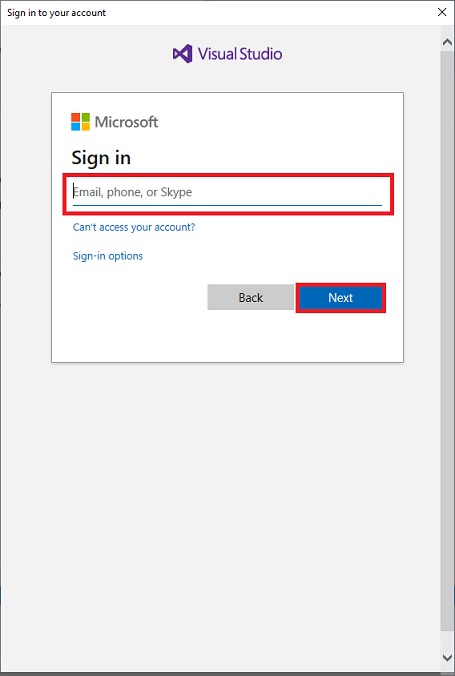 Sign in to your account
Visual Studio
Microsoft
Sign in
Email, phone, or Skype
Can't access your account?
Sign-in options
Back
Next